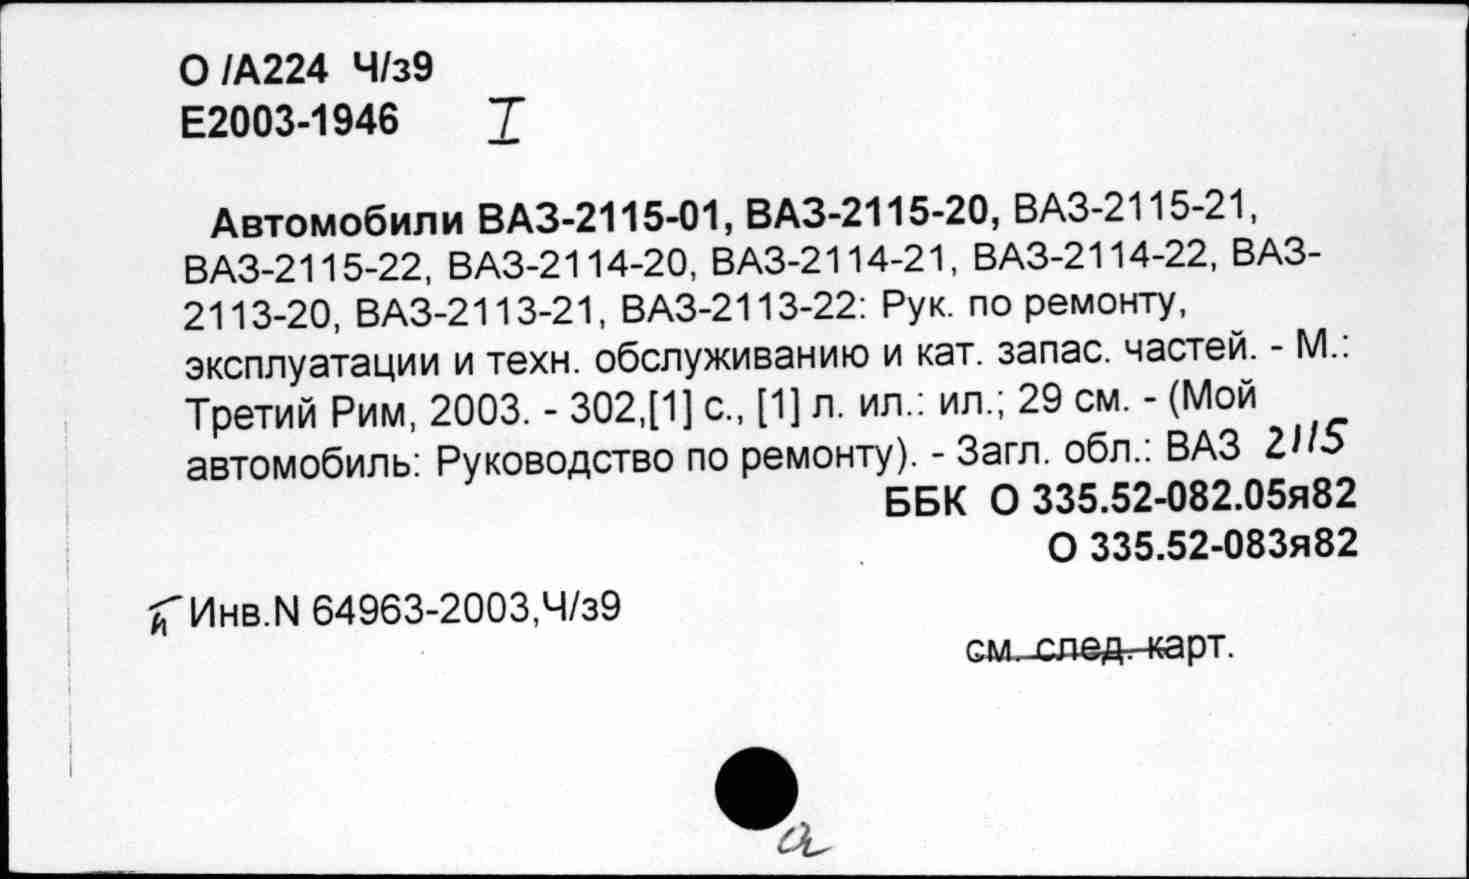 О /А224 Ч/з9
Е2003-1946 I
Автомобили ВАЗ-2115-01, ВАЗ-2115-20, ВАЗ-2115-21,
ВАЗ-2115-22, ВАЗ-2114-20, ВАЗ-2114-21, ВАЗ-2114-22, ВАЗ-
2113-20, ВАЗ-2113-21, ВАЗ-2113-22: Рук. по ремонту,
эксплуатации и техн. обслуживанию и кат. запас. частей. - М.:
Третий Рим, 2003. - 302,[1] с., [1] л. ил.: ил.; 29 см. - (Мой
автомобиль: Руководство по ремонту). - Загл. обл.: ВАЗ 2115
ББК О 335.52-082.05я82
О 335.52-083я82
Инв.N 64963-2003,Ч/з9
см. след. карт.
а